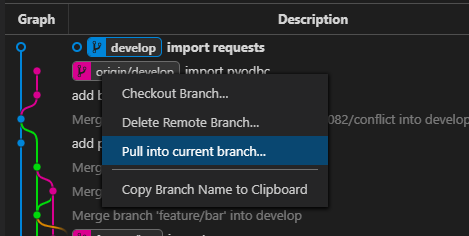 Graph Description
develop import requests
origin/develop import pyodbc
Checkout Branch...
add b
Delete Remote Branch...
Merg 082/conflict into develop
add p
Pull into current branch...
Merg
Copy Branch Name to Clipboard
Merg
Merge branch 'feature/bar' into develop